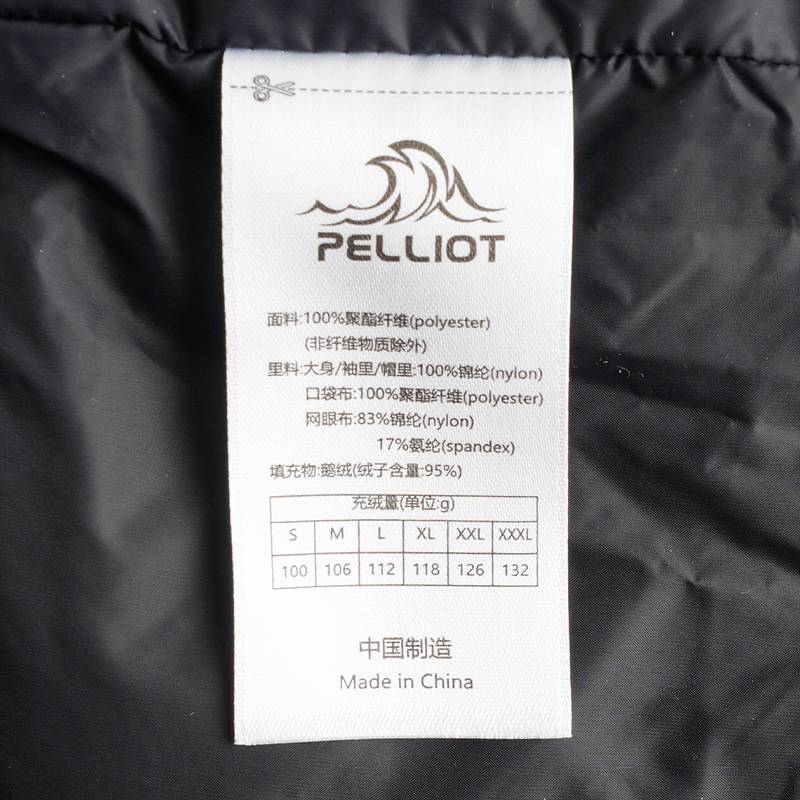 PELLIOT
面料:100%聚酯纤维(polyester)
(非纤维物质除外)
里料:大身/袖里/帽里:100%锦纶(nylon)
口袋布:100%聚酯纤维(polyester)
网眼布:83%锦纶(nylon)
17%氨纶(spandex)
填充物:鹅绒(绒子含量:95%)
充绒量(单位:g)
S M L XL XXL XXXL
100 106 112 118 126 132
中国制造
Made in China